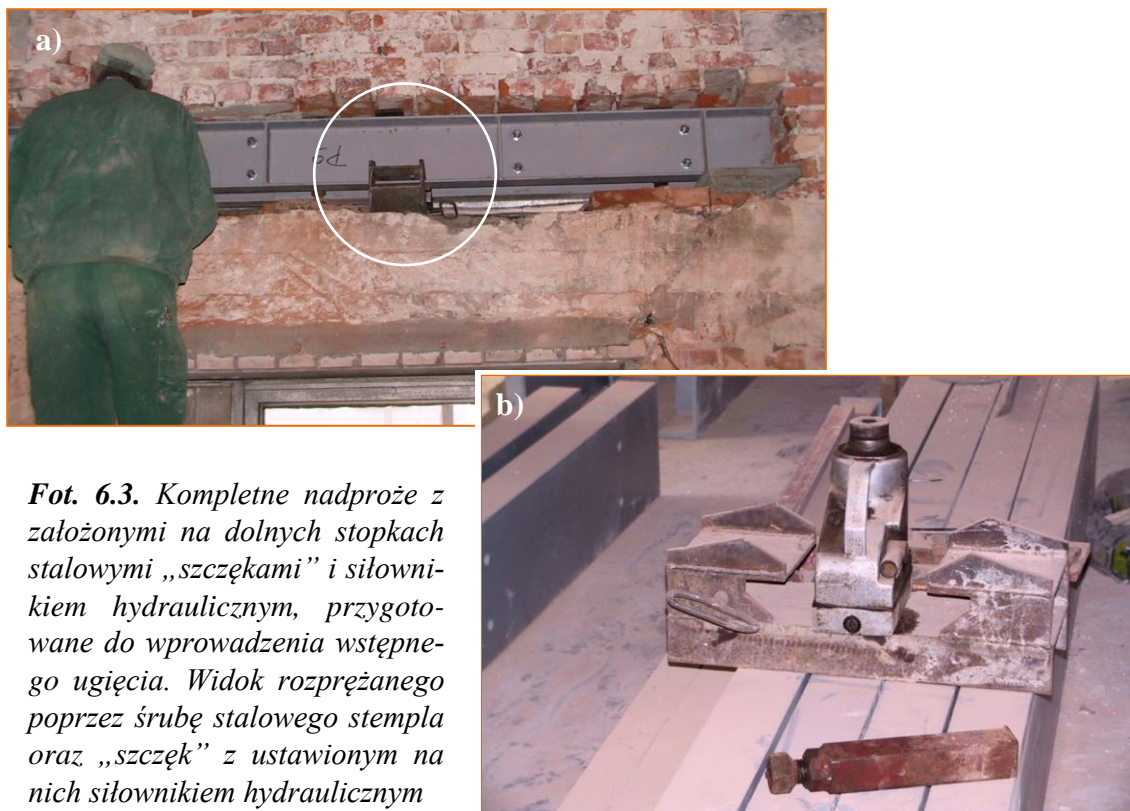 a)
b)
Fot. 6.3. Kompletne nadproże z
założonymi na dolnych stopkach
stalowymi „szczękami” i siłowni-
kiem hydraulicznym, przygoto-
wane do wprowadzenia wstępne-
go ugięcia. Widok rozprężanego
poprzez śrubę stalowego stempla
oraz „szczęk” z ustawionym na
nich siłownikiem hydraulicznym